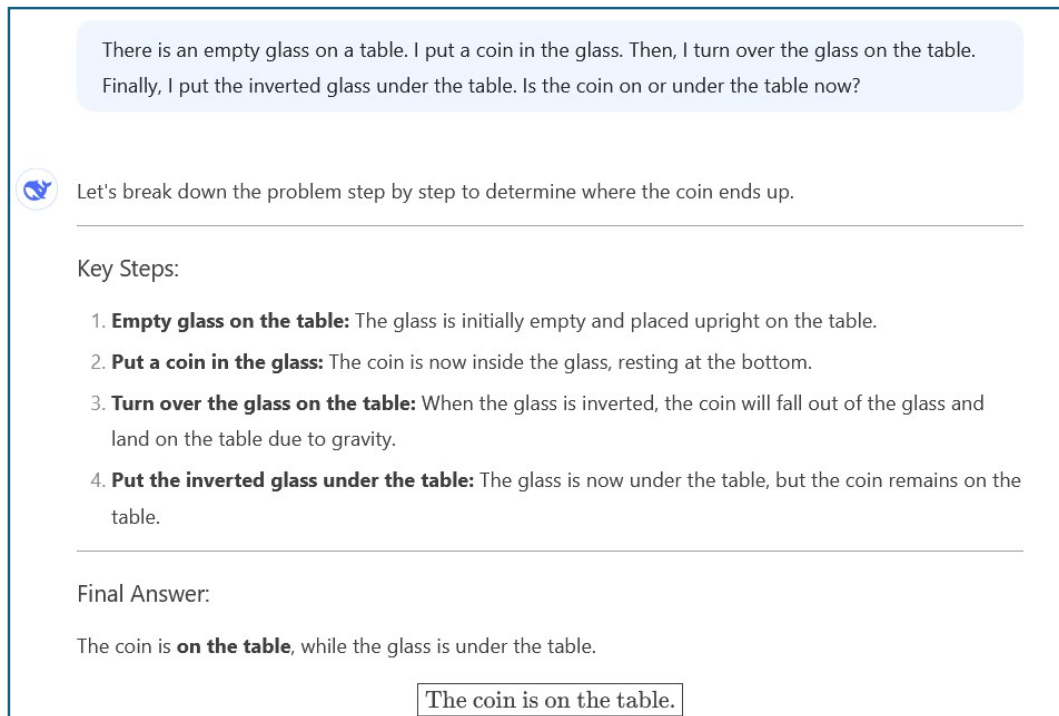 There is an empty glass on a table. I put a coin in the glass. Then, I turn over the glass on the table.
Finally, I put the inverted glass under the table. Is the coin on or under the table now?
Let's break down the problem step by step to determine where the coin ends up.
Key Steps:
1. Empty glass on the table: The glass is initially empty and placed upright on the table.
2. Put a coin in the glass: The coin is now inside the glass, resting at the bottom.
3. Turn over the glass on the table: When the glass is inverted, the coin will fall out of the glass and
land on the table due to gravity.
4. Put the inverted glass under the table: The glass is now under the table, but the coin remains on the
table.
Final Answer:
The coin is on the table, while the glass is under the table.
The coin is on the table.